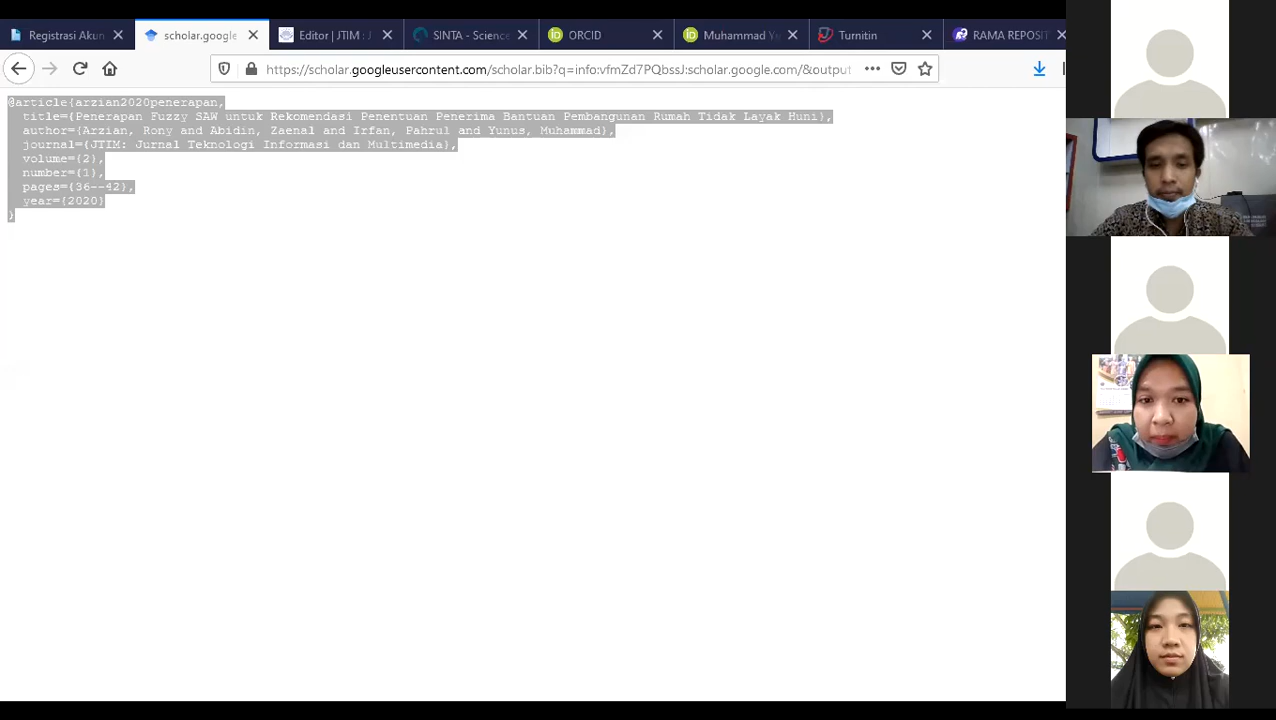 Registrasi Akun
scholar.google
Editor | JTIM : J
SINTA - Science
ORCID
Muhammad Yu
Turnitin
RAMA REPOSIT
https://scholar.googleusercontent.com/scholar.bib?q=info:vfmZd7PQbssJ:scholar.google.com/&output
@article{arzian2020penerapan,
title={Penerapan Fuzzy SAW untuk Rekomendasi Penentuan Penerima Bantuan Pembangunan Rumah Tidak Layak Huni},
author={Arzian, Rony and Abidin, Zaenal and Irfan, Pahrul and Yunus, Muhammad},
journal={JTIM: Jurnal Teknologi Informasi dan Multimedia},
volume={2},
number={1},
pages={36--42},
year={2020}
}